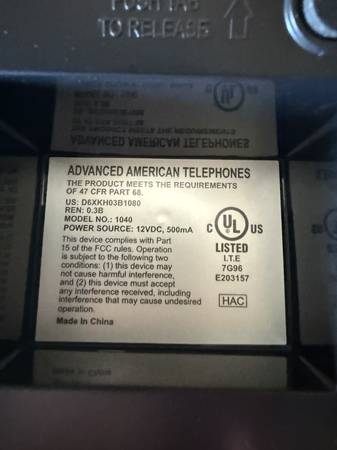 PUSH TAB
TO RELEASE
ADVANCED AMERICAN TELEPHONES
THE PRODUCT MEETS THE REQUIREMENTS
OF 47 CFR PART 68.
US: D6XKH03B1080
REN: 0.3B
MODEL NO.: 1040
POWER SOURCE: 12VDC, 500mA
This device complies with Part
15 of the FCC rules. Operation
is subject to the following two
conditions: (1) this device may
not cause harmful interference,
and (2) this device must accept
any interference received, including
interference that may cause undesired
operation.
Made In China
C UL US
LISTED
I.T.E
7G96
E203157
HAC